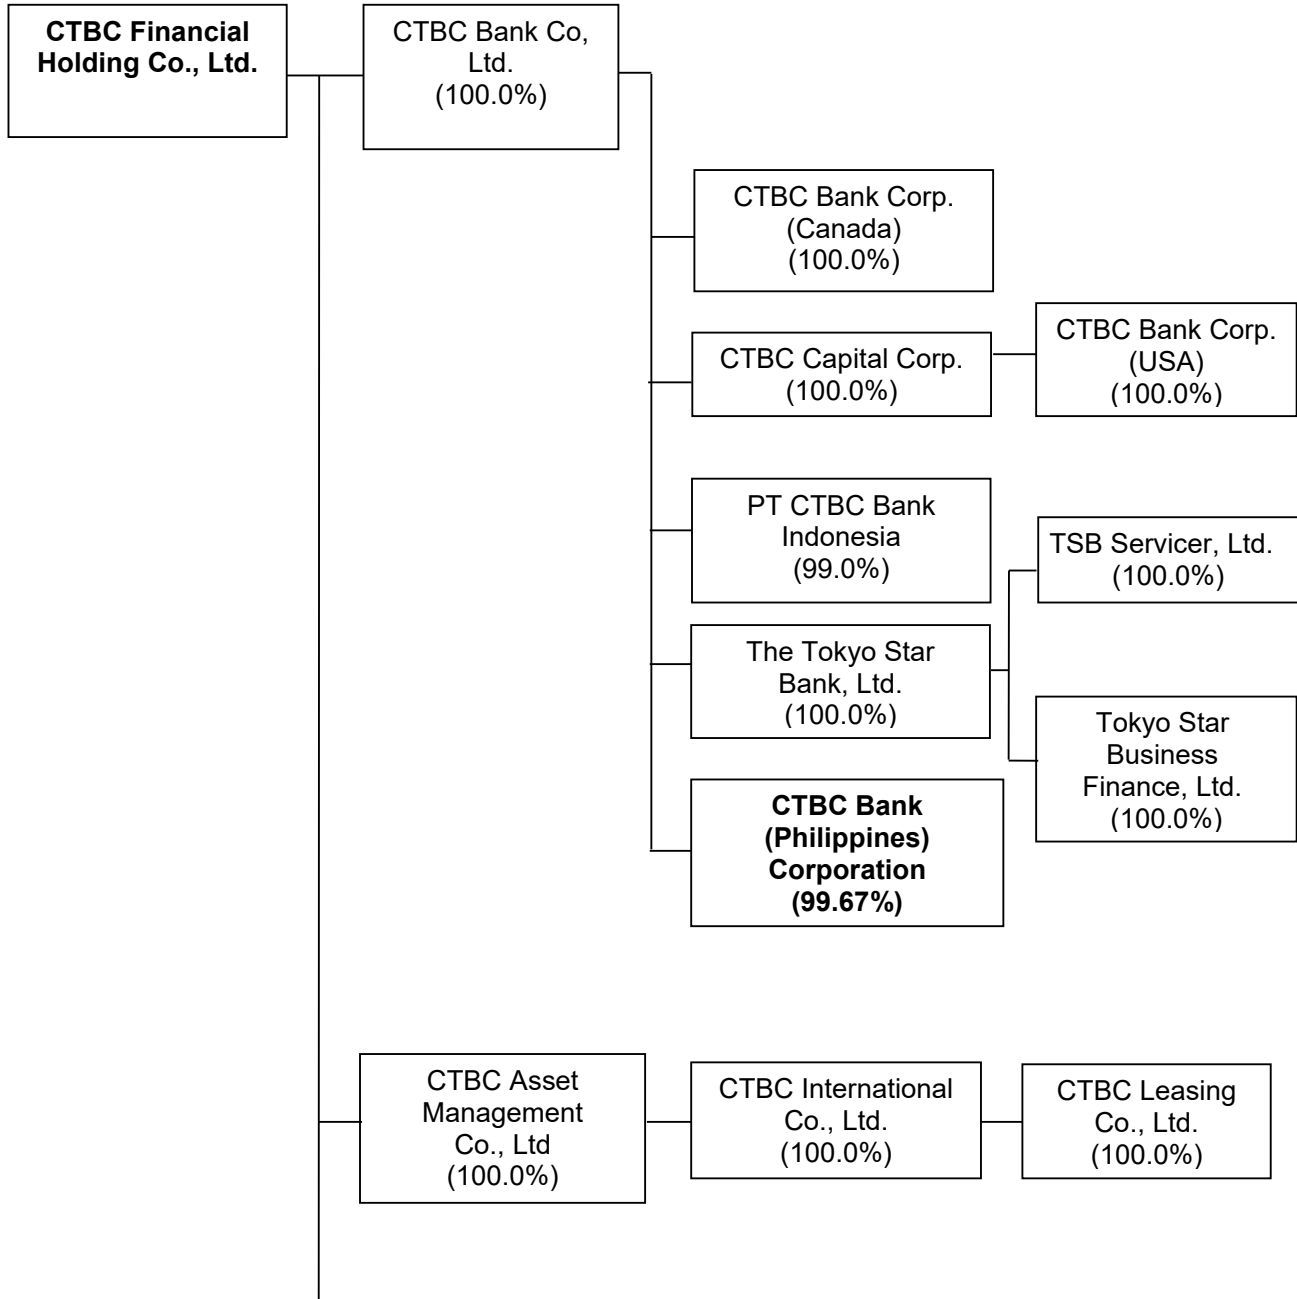 CTBC Financial
Holding Co., Ltd.
CTBC Bank Co,
Ltd.
(100.0%)
CTBC Bank Corp.
(Canada)
(100.0%)
CTBC Capital Corp.
(100.0%)
CTBC Bank Corp.
(USA)
(100.0%)
PT CTBC Bank
Indonesia
(99.0%)
TSB Servicer, Ltd.
(100.0%)
The Tokyo Star
Bank, Ltd.
(100.0%)
Tokyo Star
Business
Finance, Ltd.
(100.0%)
CTBC Bank
(Philippines)
Corporation
(99.67%)
CTBC Asset
Management
Co., Ltd
(100.0%)
CTBC International
Co., Ltd.
(100.0%)
CTBC Leasing
Co., Ltd.
(100.0%)